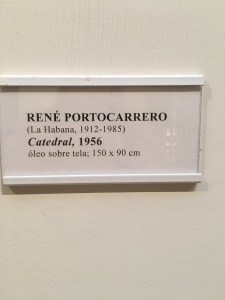 RENÉ PORTOCARRERO
(La Habana, 1912-1985)
Catedral, 1956
óleo sobre tela; 150 x 90 cm